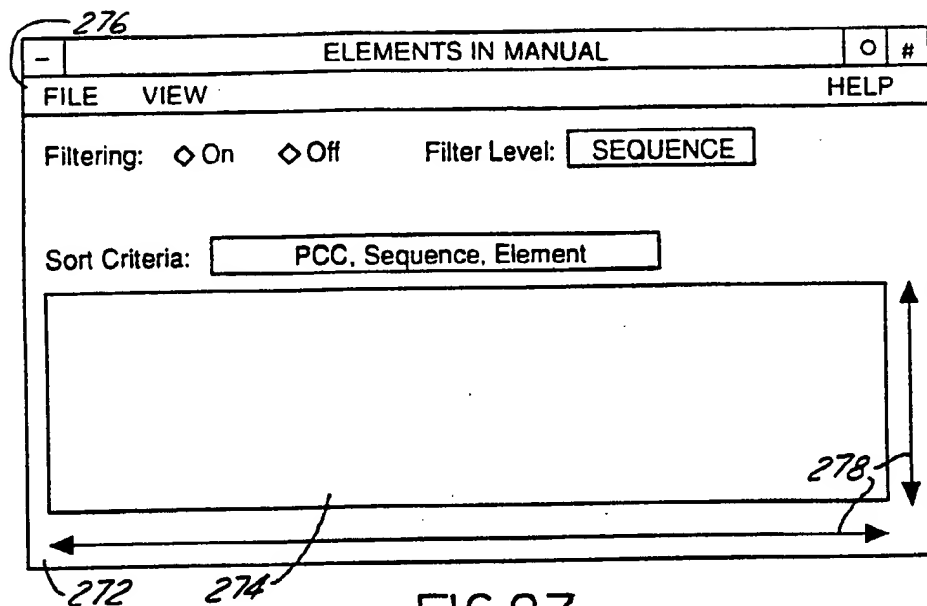 276
- ELEMENTS IN MANUAL O #
FILE VIEW HELP
Filtering: On Off Filter Level: SEQUENCE
Sort Criteria: PCC, Sequence, Element
278
272 274